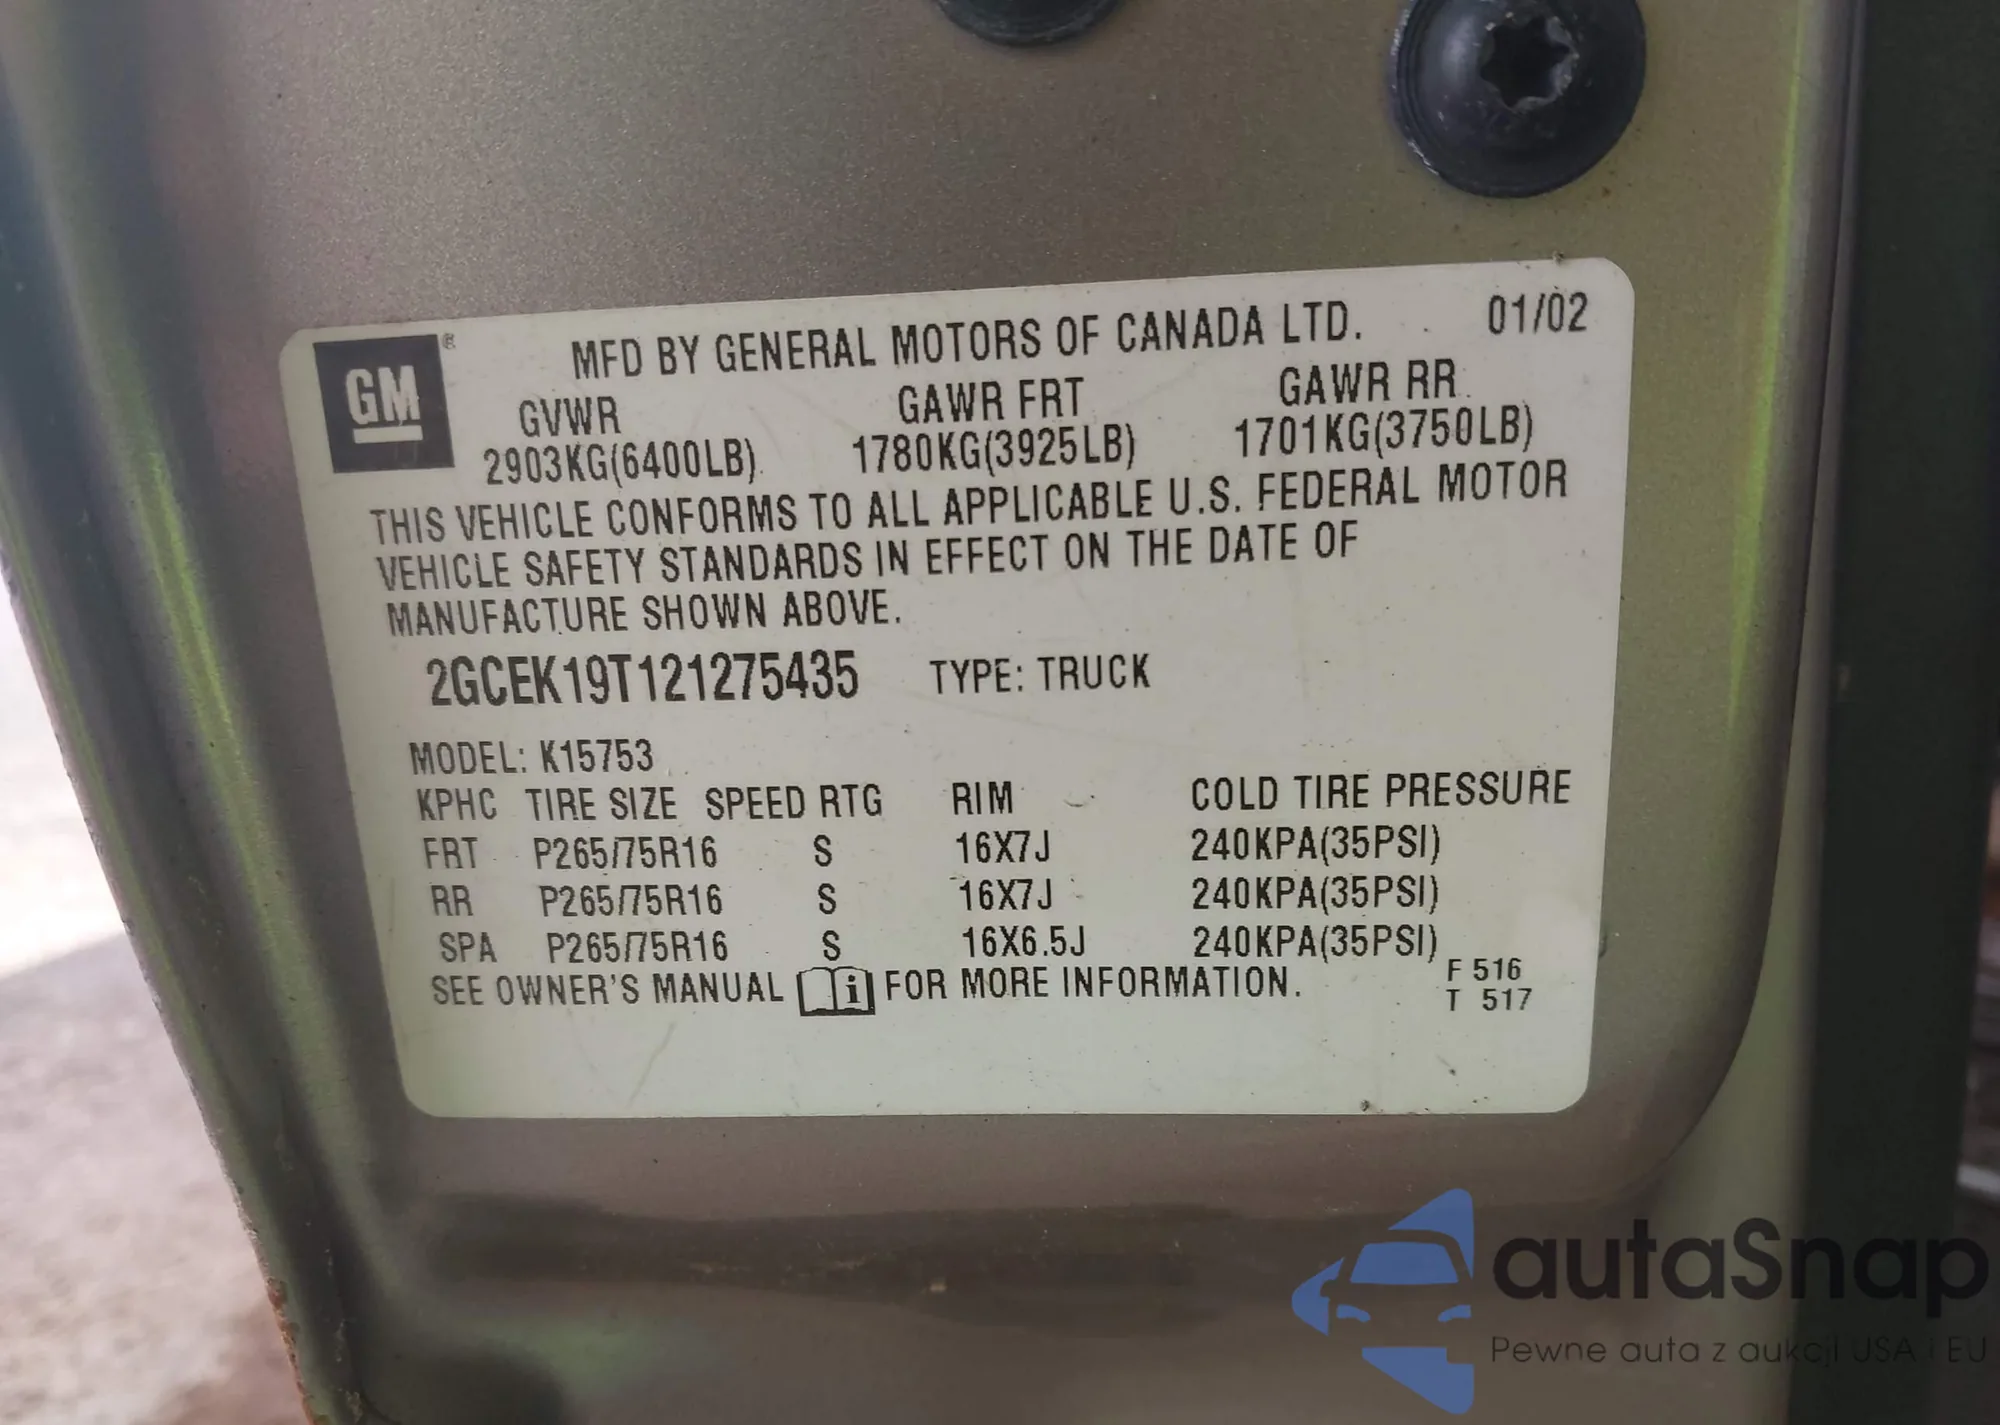 GM ® MFD BY GENERAL MOTORS OF CANADA LTD. 01/02
GVWR GAWR FRT GAWR RR
2903KG(6400LB) 1780KG(3925LB) 1701KG(3750LB)
THIS VEHICLE CONFORMS TO ALL APPLICABLE U.S. FEDERAL MOTOR
VEHICLE SAFETY STANDARDS IN EFFECT ON THE DATE OF
MANUFACTURE SHOWN ABOVE.
2GCEK19T121275435 TYPE: TRUCK
MODEL: K15753
KPHC TIRE SIZE SPEED RTG RIM COLD TIRE PRESSURE
FRT P265/75R16 S 16X7J 240KPA(35PSI)
RR P265/75R16 S 16X7J 240KPA(35PSI)
SPA P265/75R16 S 16X6.5J 240KPA(35PSI)
SEE OWNER'S MANUAL i FOR MORE INFORMATION.
F 516
T 517
autaSnap
Pewne auta z aukcji USA i EU